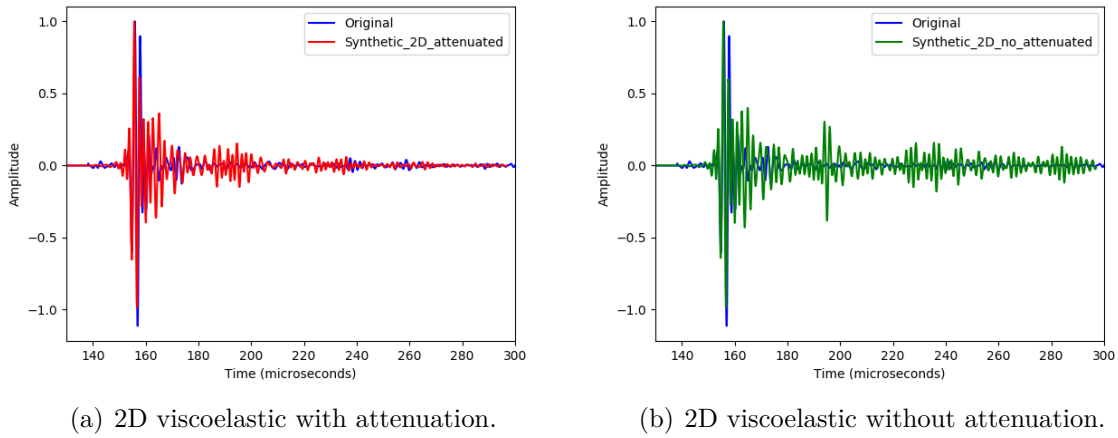 Original
Synthetic_2D_attenuated
1.0
0.5
0.0
−0.5
−1.0
Amplitude
140 160 180 200 220 240 260 280 300
Time (microseconds)
(a) 2D viscoelastic with attenuation.
Original
Synthetic_2D_no_attenuated
1.0
0.5
0.0
−0.5
−1.0
Amplitude
140 160 180 200 220 240 260 280 300
Time (microseconds)
(b) 2D viscoelastic without attenuation.